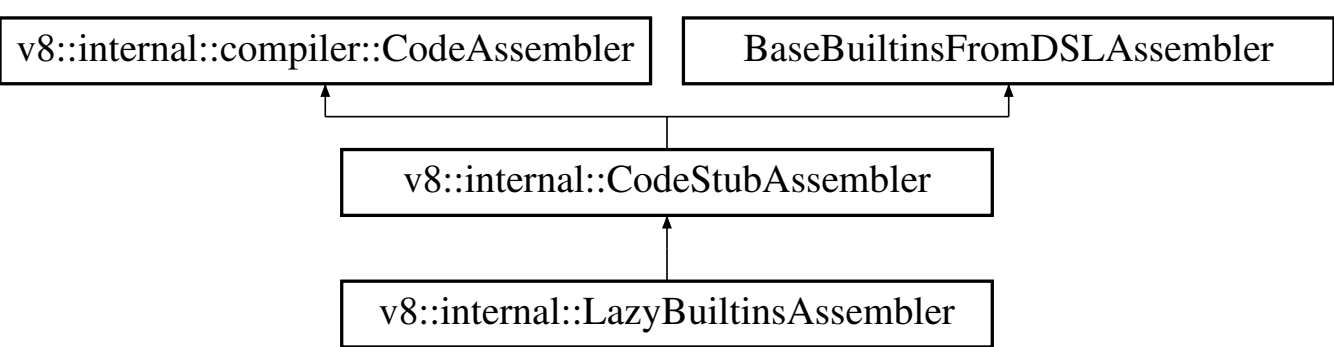 v8::internal::compiler::CodeAssembler
BaseBuiltinsFromDSLAssembler
v8::internal::CodeStubAssembler
v8::internal::LazyBuiltinsAssembler